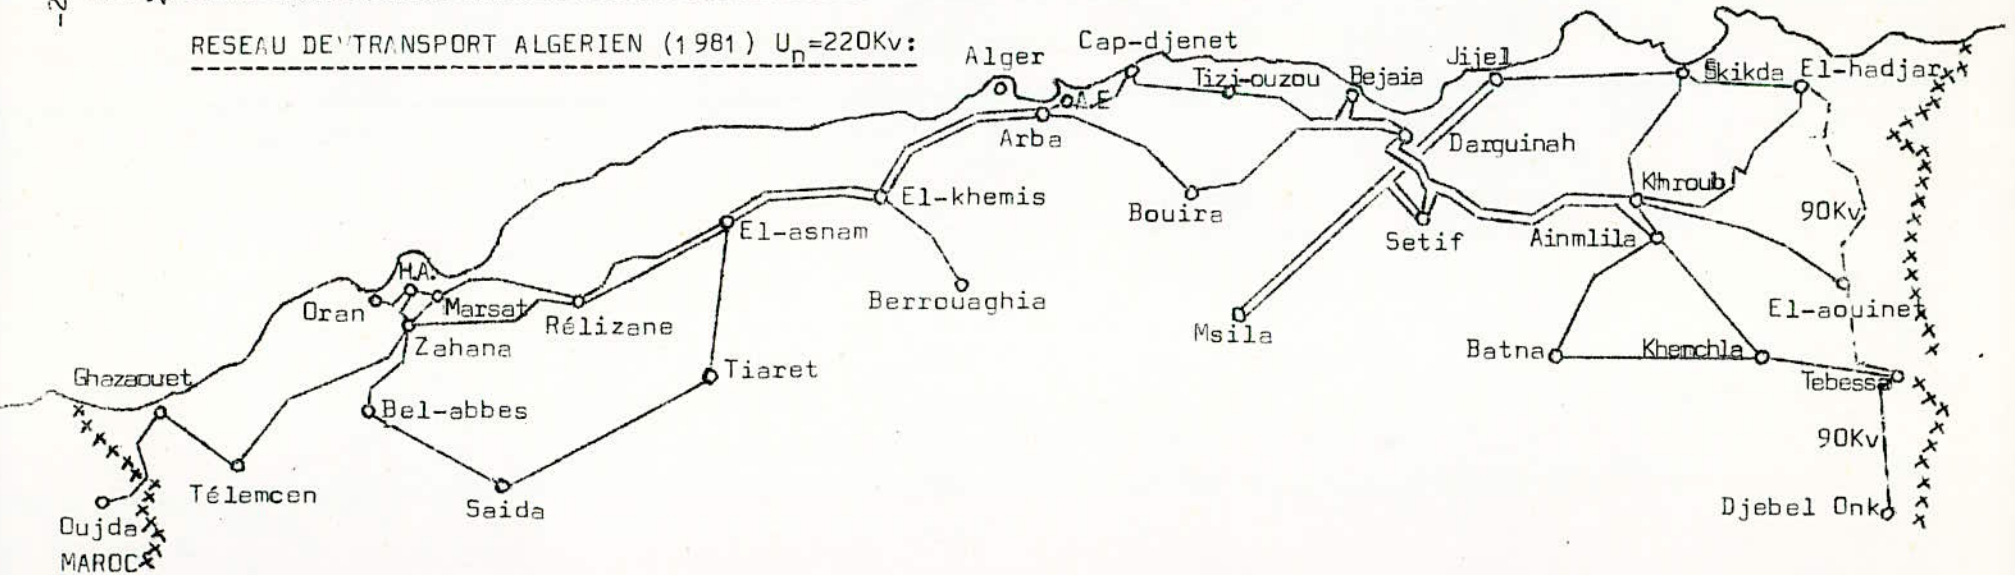 -2
RESEAU DE TRANSPORT ALGERIEN (1981) Un=220Kv:
Alger
Cap-djenet
Tizi-ouzou
Bejaia
Jijel
Skikda
El-hadjar
A.E
Arba
Darguinah
Khroub
El-khemis
Bouira
90Kv
El-asnam
Setif
Ainmlila
H.A.
Oran
Marsat
Rélizane
Berrouaghia
Msila
El-aouinet
Zahana
Batna
Khemchla
Ghazaouet
Tiaret
Tebessa
Bel-abbes
90Kv
Télemcen
Saida
Djebel Onk
Oujda
MAROC